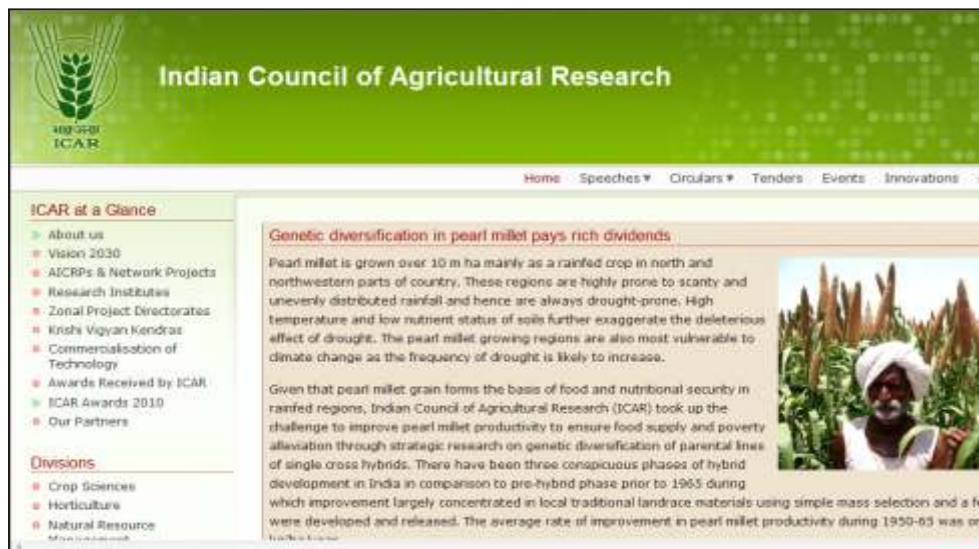 Indian Council of Agricultural Research
ICAR
Home Speeches Circulars Tenders Events Innovations
ICAR at a Glance
About us
Vision 2030
AICRPs & Network Projects
Research Institutes
Zonal Project Directorates
Krishi Vigyan Kendras
Commercialisation of
Technology
Awards Received by ICAR
ICAR Awards 2010
Our Partners
Divisions
Crop Sciences
Horticulture
Natural Resource
Management
Genetic diversification in pearl millet pays rich dividends
Pearl millet is grown over 10 m ha mainly as a rainfed crop in north and
northwestern parts of country. These regions are highly prone to scanty and
unevenly distributed rainfall and hence are always drought-prone. High
temperature and low nutrient status of soils further exaggerate the deleterious
effect of drought. The pearl millet growing regions are also most vulnerable to
climate change as the frequency of drought is likely to increase.
Given that pearl millet grain forms the basis of food and nutritional security in
rainfed regions, Indian Council of Agricultural Research (ICAR) took up the
challenge to improve pearl millet productivity to ensure food supply and poverty
alleviation through strategic research on genetic diversification of parental lines
of single cross hybrids. There have been three conspicuous phases of hybrid
development in India in comparison to pre-hybrid phase prior to 1965 during
which improvement largely concentrated in local traditional landrace materials using simple mass selection and a
were developed and released. The average rate of improvement in pearl millet productivity during 1950-65 was